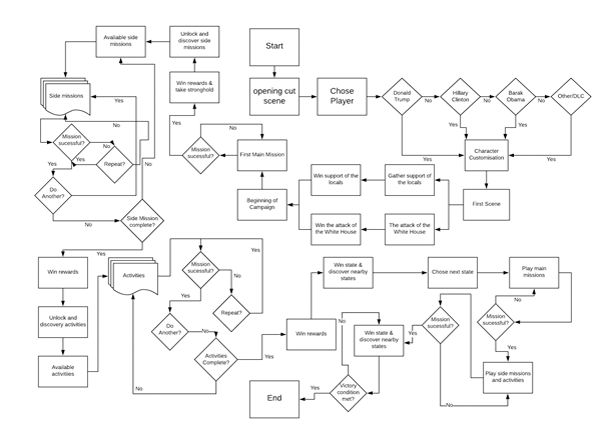 Start
opening cut
scene
Chose
Player
Donald
Trump
No
Hillary
Clinton
No
Barak
Obama
No
Other/DLC
Yes
Yes
Yes
Yes
Character
Customisation
First Scene
Gather support of
the locals
Win support of the
locals
The attack of the
White House
Win the attack of
the White House
Beginning of
Campaign
First Main Mission
Mission
sucessful?
No
Yes
Win rewards &
take stronghold
Unlock and
discover side
missions
Available side
missions
Side missions
Yes
No
Mission
sucessful?
Yes
Yes
Repeat?
No
Do
Another?
No
Side Mission
complete?
Yes
Win rewards
Unlock and
discovery activities
Available
activities
Activities
Mission
sucessful?
Yes
No
Yes
Repeat?
Do
Another?
No
Activities
Complete?
No
Yes
Win rewards
Win state &
discover nearby
states
Chose next state
Play main
missions
No
Mission
sucessful?
Yes
Play side missions
and activities
Mission
sucessful?
No
Yes
Win state &
discover nearby
states
No
Victory
condition
met?
Yes
End